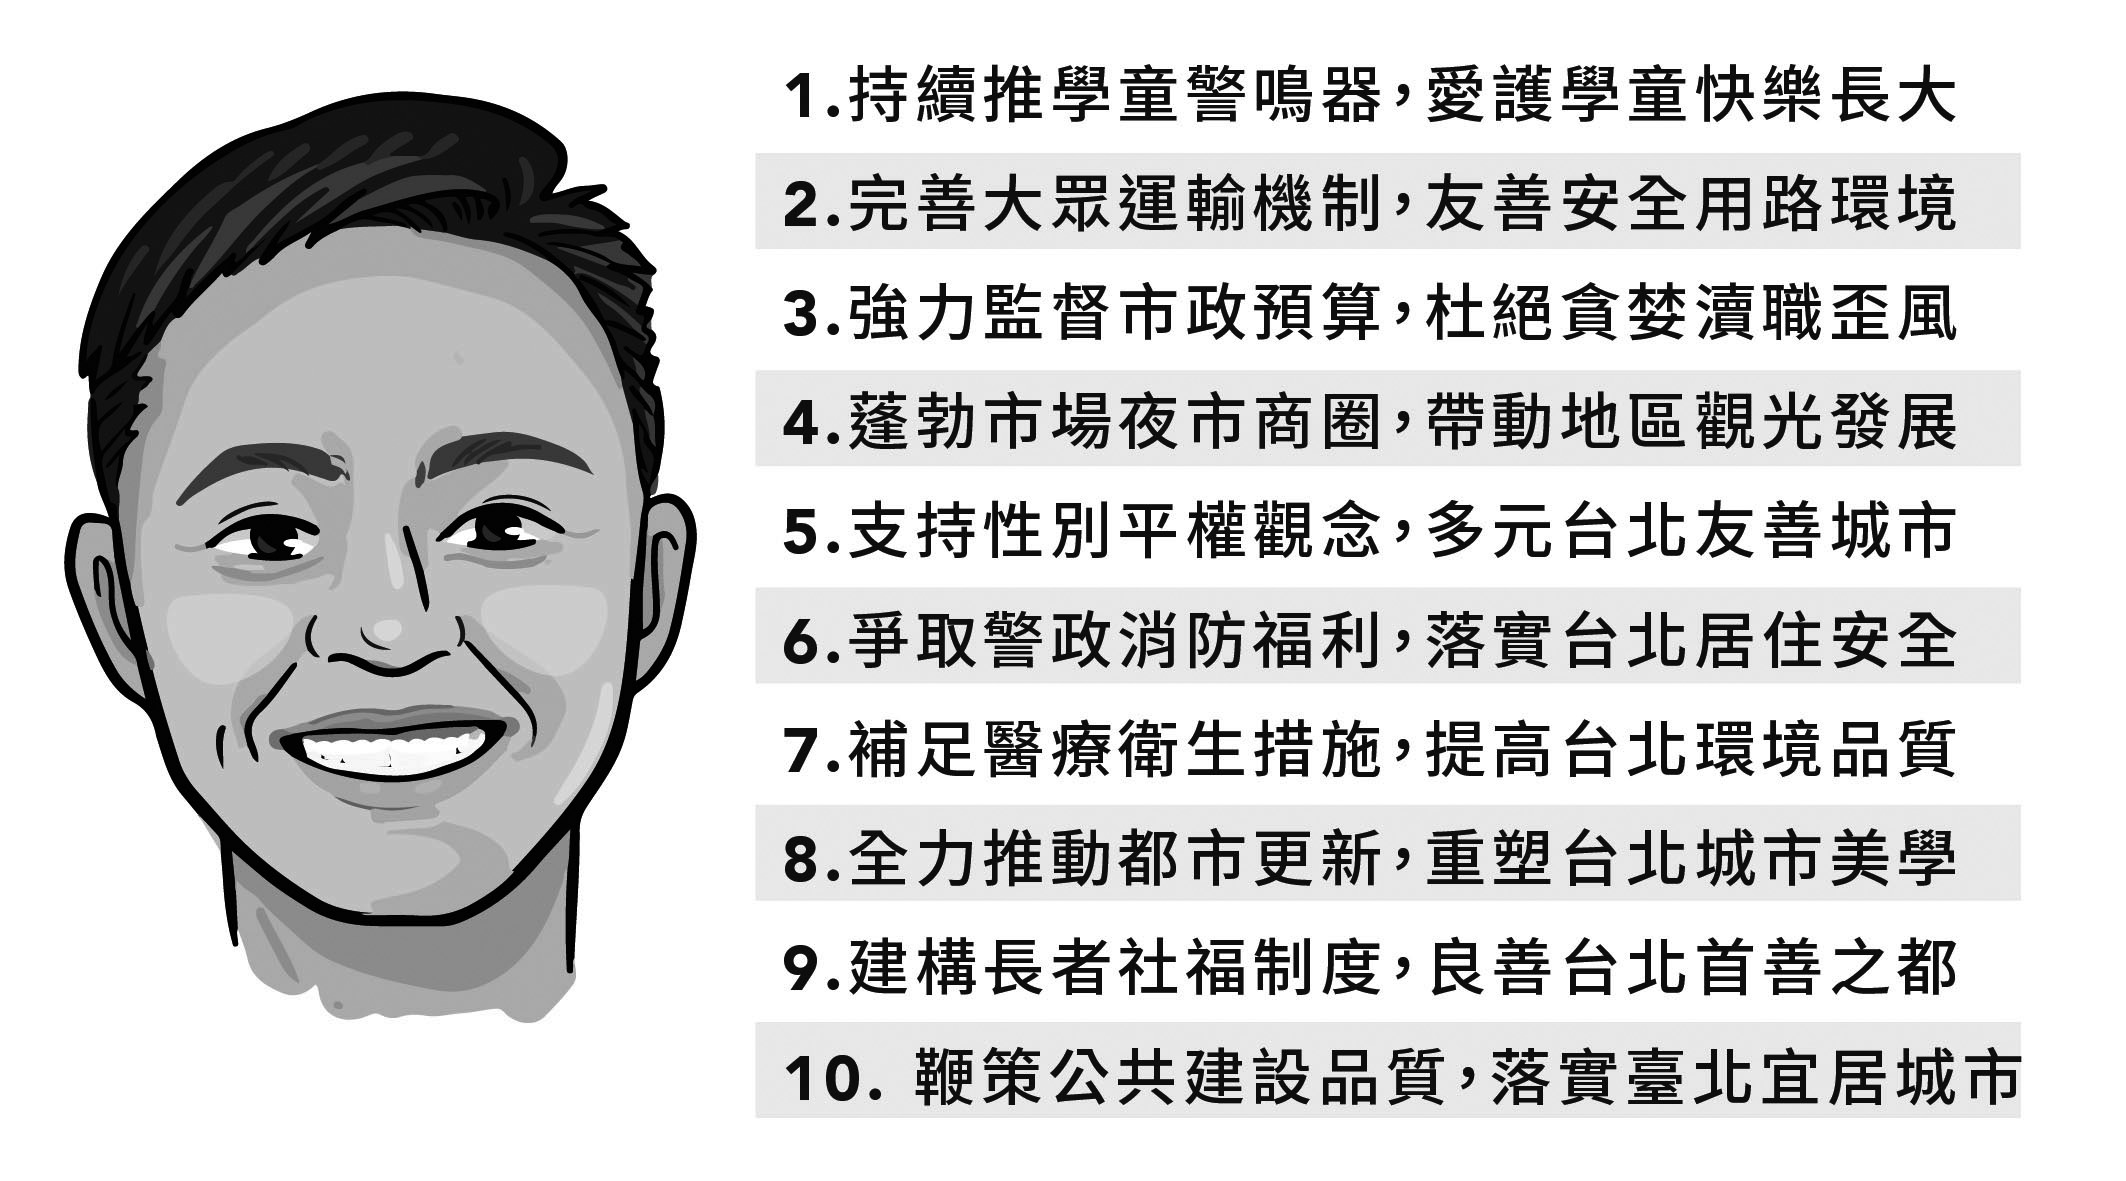 1.持續推學童警鳴器，愛護學童快樂長大
2.完善大眾運輸機制，友善安全用路環境
3.強力監督市政預算，杜絕貪婪瀆職歪風
4.蓬勃市場夜市商圈，帶動地區觀光發展
5.支持性別平權觀念，多元台北友善城市
6.爭取警政消防福利，落實台北居住安全
7.補足醫療衛生措施，提高台北環境品質
8.全力推動都市更新，重塑台北城市美學
9.建構長者社福制度，良善台北首善之都
10. 鞭策公共建設品質，落實臺北宜居城市